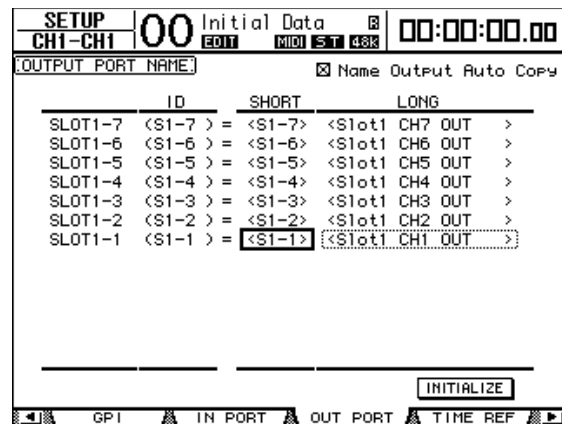 SETUP
CH1-CH1
00 Initial Data
EDIT MIDI ST 48K
00:00:00.00
OUTPUT PORT NAME
Name Output Auto Copy
ID SHORT LONG
SLOT1-7 (S1-7 ) = <S1-7> <Slot1 CH7 OUT >
SLOT1-6 (S1-6 ) = <S1-6> <Slot1 CH6 OUT >
SLOT1-5 (S1-5 ) = <S1-5> <Slot1 CH5 OUT >
SLOT1-4 (S1-4 ) = <S1-4> <Slot1 CH4 OUT >
SLOT1-3 (S1-3 ) = <S1-3> <Slot1 CH3 OUT >
SLOT1-2 (S1-2 ) = <S1-2> <Slot1 CH2 OUT >
SLOT1-1 (S1-1 ) = <S1-1> <Slot1 CH1 OUT >
INITIALIZE
GPI IN PORT OUT PORT TIME REF